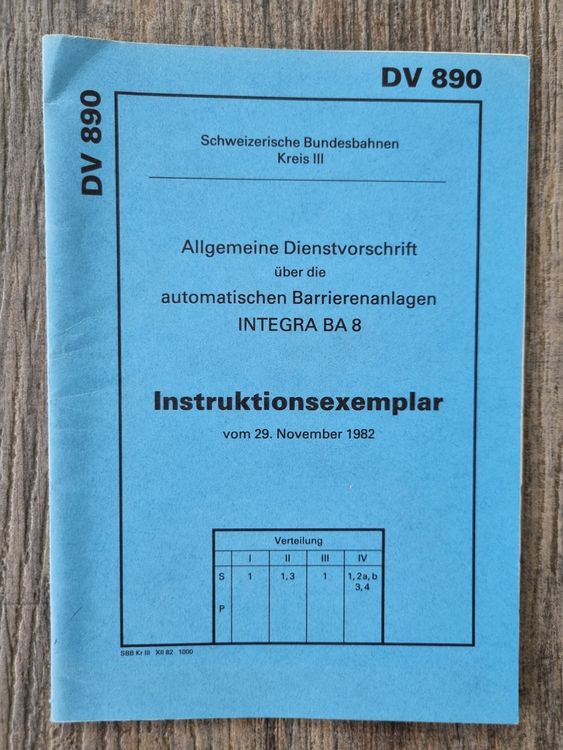 DV 890
DV 890
Schweizerische Bundesbahnen
Kreis III
Allgemeine Dienstvorschrift
über die
automatischen Barrierenanlagen
INTEGRA BA 8
Instruktionsexemplar
vom 29. November 1982
Verteilung
I II III IV
S 1 1, 3 1 1, 2a, b
3, 4
P
SBB Kr III XII 82 1000